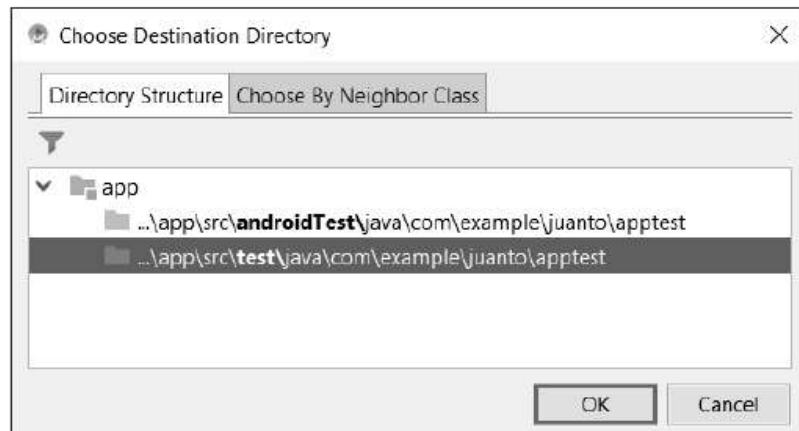 Choose Destination Directory
Directory Structure Choose By Neighbor Class
app
...\app\src\androidTest\java\com\example\juanto\apptest
...\app\src\test\java\com\example\juanto\apptest
OK Cancel